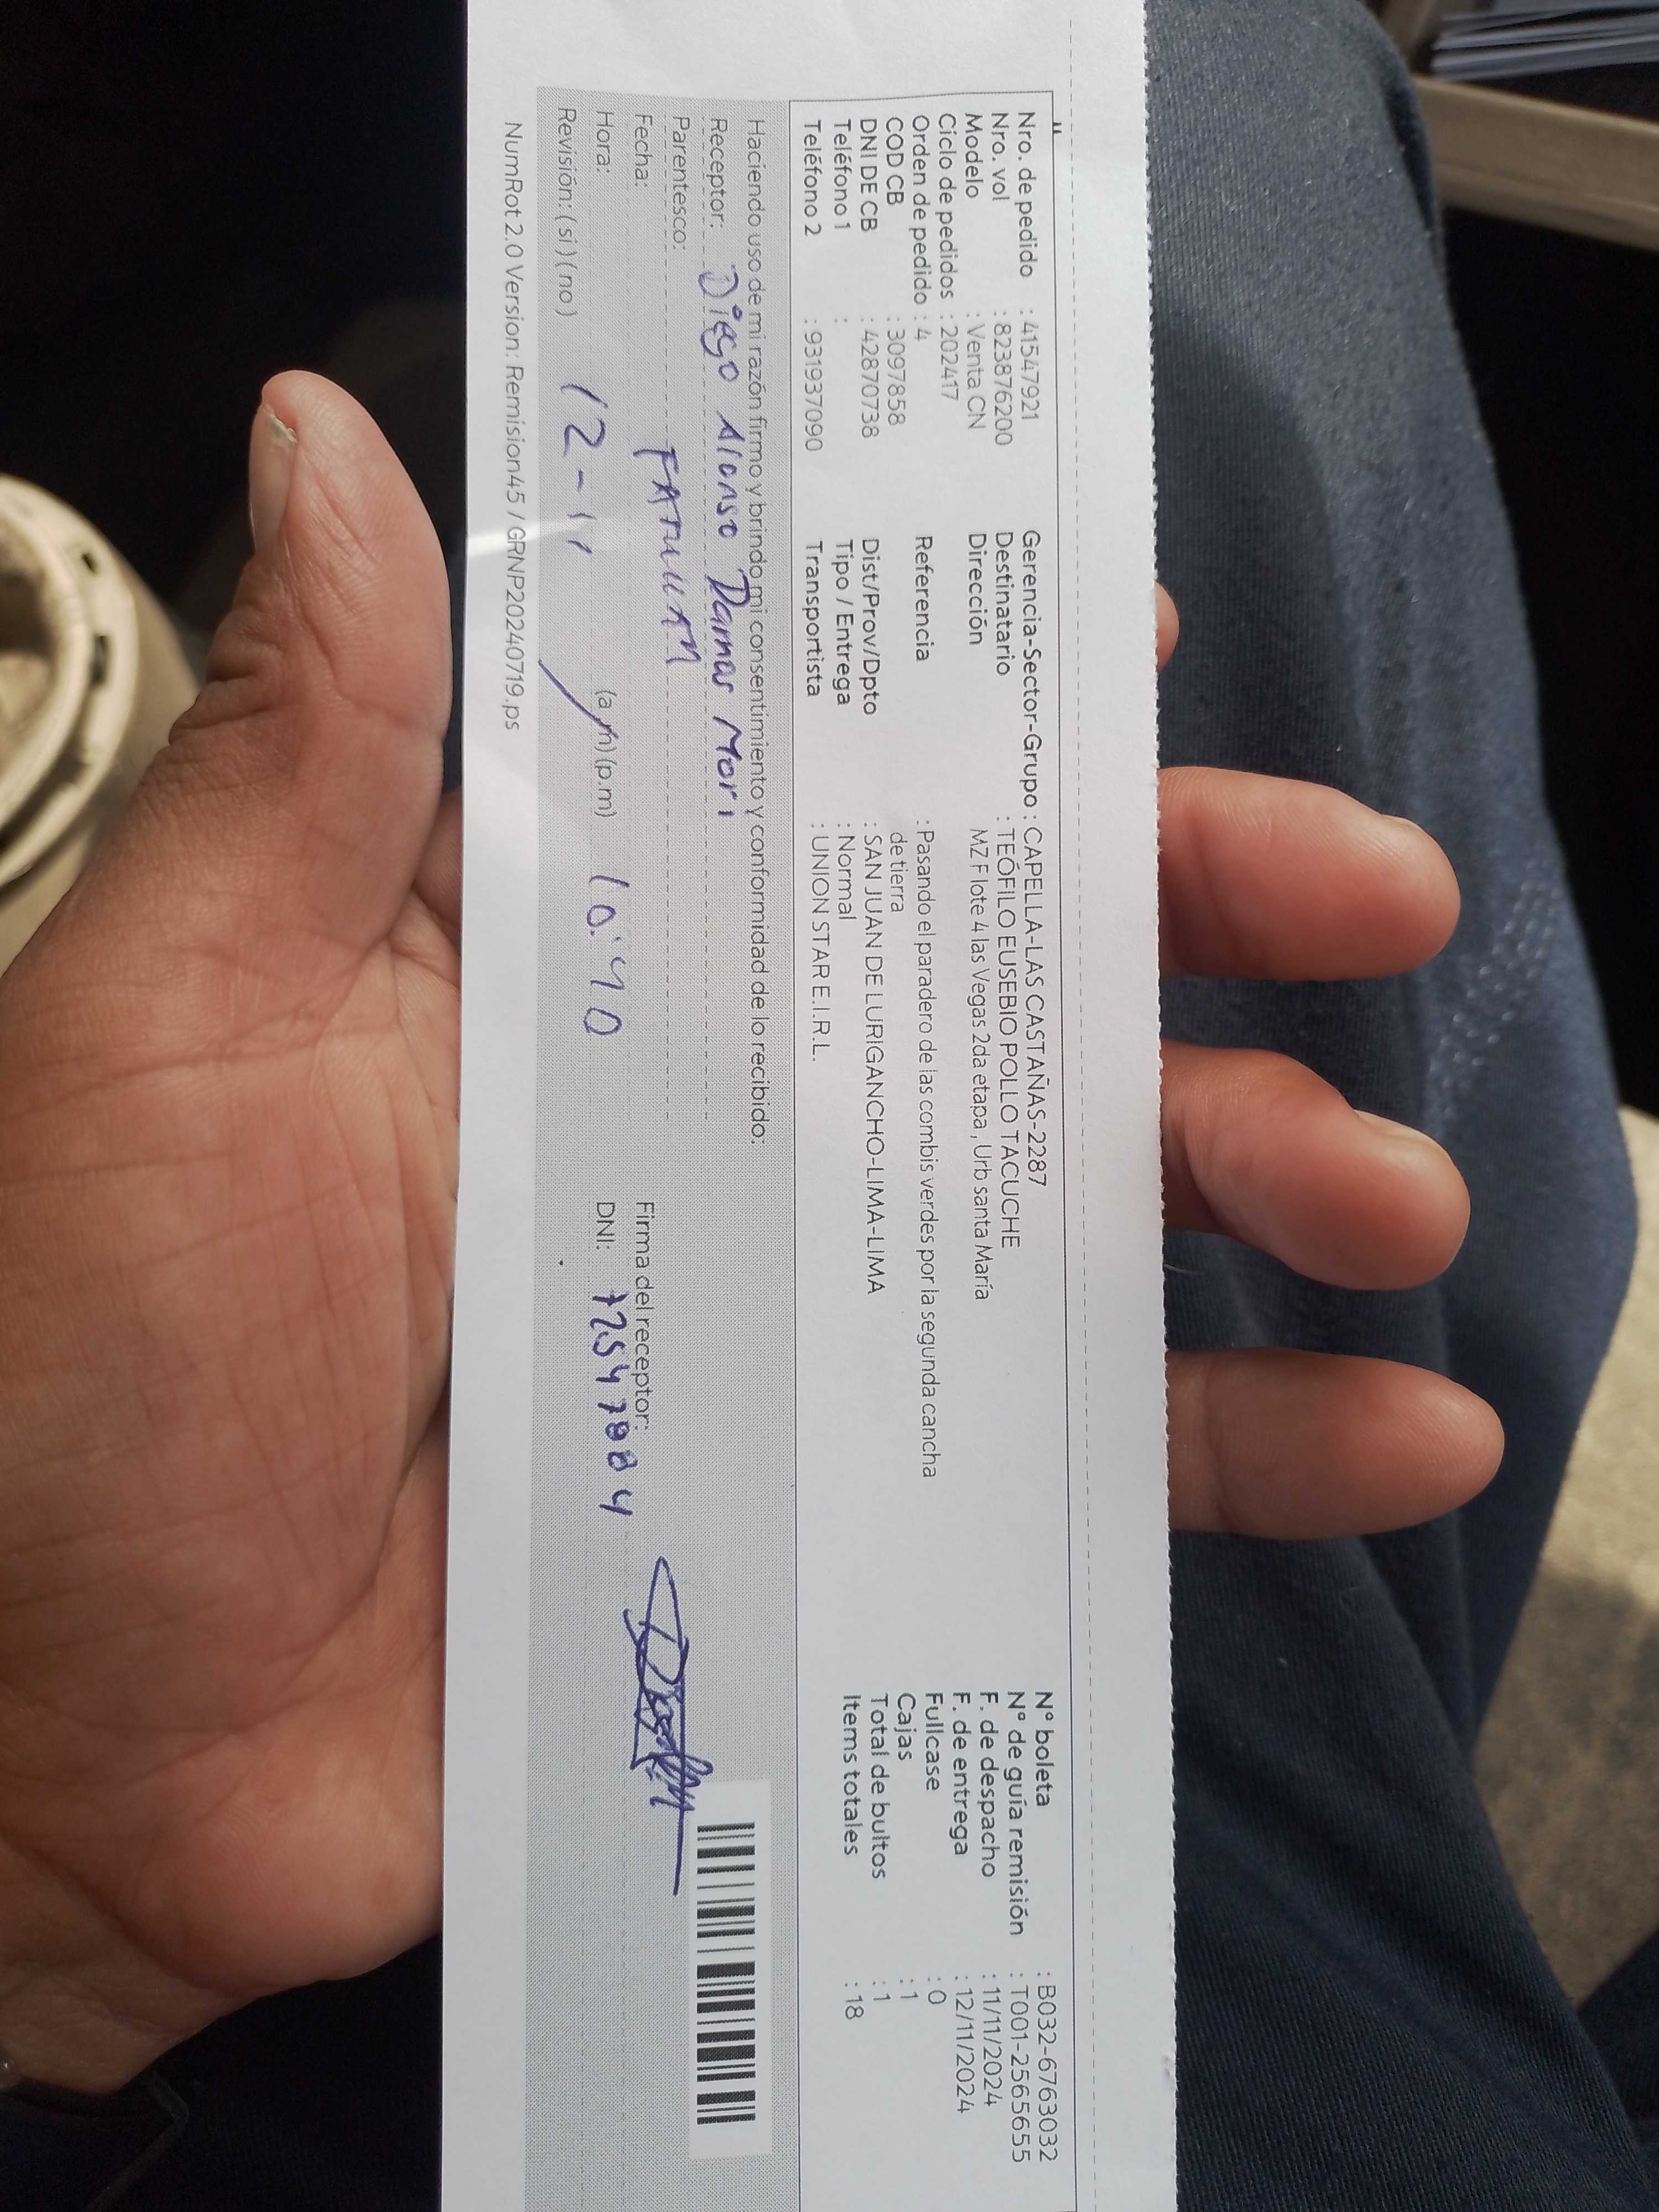 Nro. de pedido : 41547921
Nro. vol : 823876200
Modelo : Venta CN
Ciclo de pedidos : 202417
Orden de pedido : 4
COD CB : 3097858
DNI DE CB : 42870738
Teléfono 1 :
Teléfono 2 : 931937090
Gerencia-Sector-Grupo : CAPELLA-LAS CASTAÑAS-2287
Destinatario : TEÓFILO EUSEBIO POLLO TACUCHE
Dirección MZ F lote 4 las Vegas 2da etapa , Urb santa María
Referencia : Pasando el paradero de las combis verdes por la segunda cancha
de tierra
Dist/Prov/Dpto : SAN JUAN DE LURIGANCHO-LIMA-LIMA
Tipo / Entrega : Normal
Transportista : UNION STAR E.I.R.L.
N° boleta : B032-6763032
N° de guía remisión : T001-2565655
F. de despacho : 11/11/2024
F. de entrega : 12/11/2024
Fullcase : 0
Cajas : 1
Total de bultos : 1
Items totales : 18
Haciendo uso de mi razón firmo y brindo mi consentimiento y conformidad de lo recibido:
Receptor: Diego Alonso Damas Mori
Parentesco:
Fecha: 12-11
Hora: (a.m) (p.m) 10:40
Revisión: ( si ) ( no )
Firma del receptor:
DNI: 72547884
NumRot 2.0 Version: Remision45 / GRNP20240719.ps